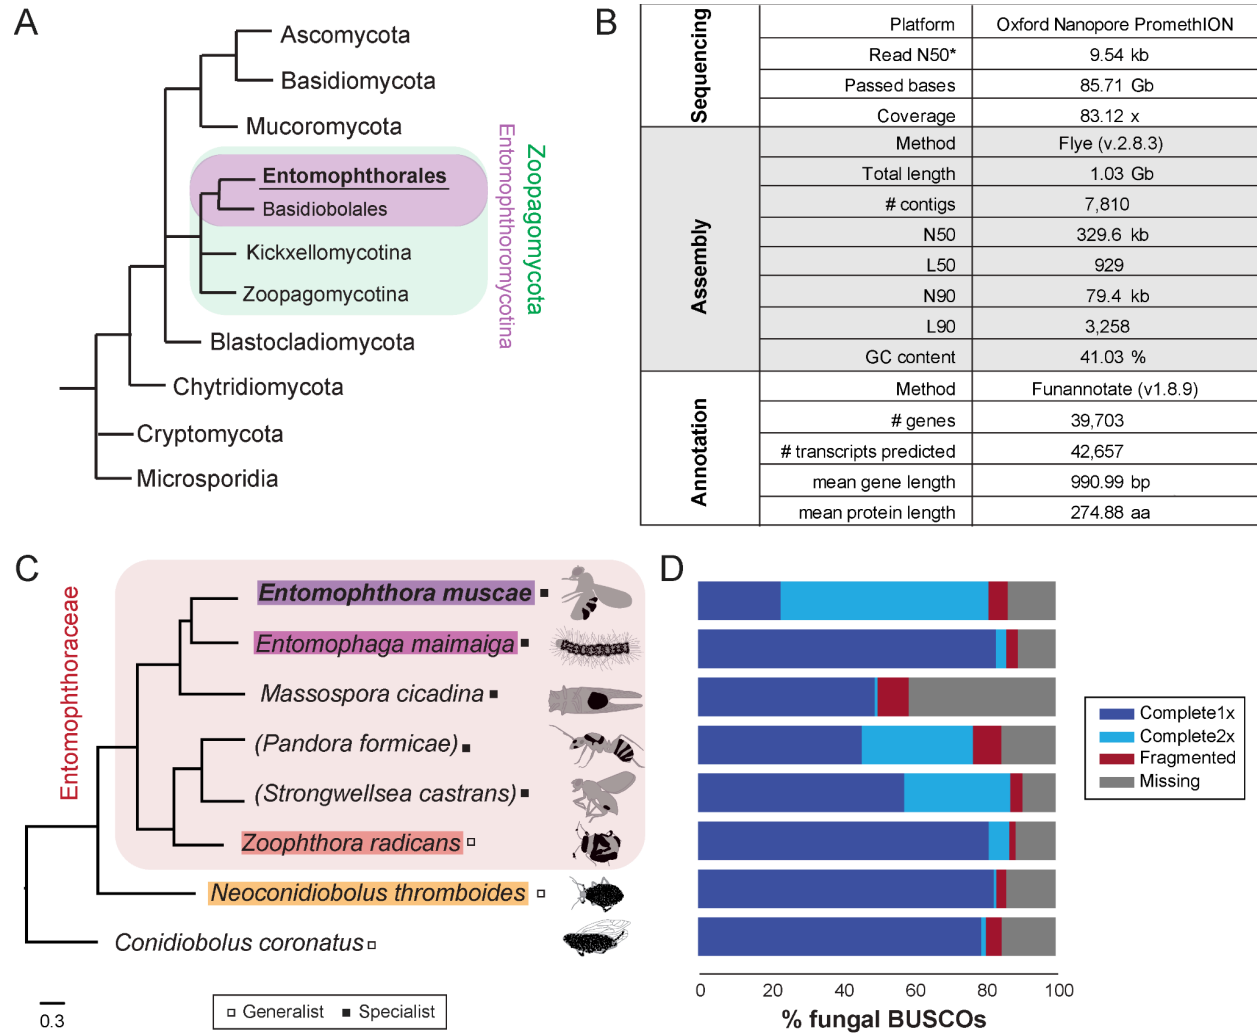 A
Ascomycota
Basidiomycota
Mucoromycota
Entomophthorales
Basidiobolales
Kickxellomycotina
Zoopagomycotina
Blastocladiomycota
Chytridiomycota
Cryptomycota
Microsporidia
Entomophthoromycotina
Zoopagomycota
B
Sequencing
Platform Oxford Nanopore PromethION
Read N50* 9.54 kb
Passed bases 85.71 Gb
Coverage 83.12 x
Assembly
Method Flye (v.2.8.3)
Total length 1.03 Gb
# contigs 7,810
N50 329.6 kb
L50 929
N90 79.4 kb
L90 3,258
GC content 41.03 %
Annotation
Method Funannotate (v1.8.9)
# genes 39,703
# transcripts predicted 42,657
mean gene length 990.99 bp
mean protein length 274.88 aa
C
Entomophthoraceae
Entomophthora muscae
Entomophaga maimaiga
Massospora cicadina
(Pandora formicae)
(Strongwellsea castrans)
Zoophthora radicans
Neoconidiobolus thromboides
Conidiobolus coronatus
0.3
Generalist Specialist
D
Complete1x
Complete2x
Fragmented
Missing
0 20 40 60 80 100
% fungal BUSCOs